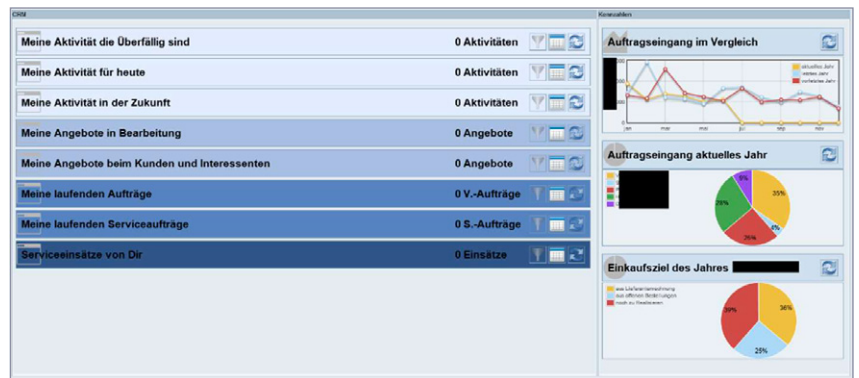 CRM
Meine Aktivität die Überfällig sind 0 Aktivitäten
Meine Aktivität für heute 0 Aktivitäten
Meine Aktivität in der Zukunft 0 Aktivitäten
Meine Angebote in Bearbeitung 0 Angebote
Meine Angebote beim Kunden und Interessenten 0 Angebote
Meine laufenden Aufträge 0 V.-Aufträge
Meine laufenden Serviceaufträge 0 S.-Aufträge
Serviceeinsätze von Dir 0 Einsätze
Kennzahlen
Auftragseingang im Vergleich
aktuelles Jahr
letztes Jahr
vorletztes Jahr
jan mar mai jul sep nov
Auftragseingang aktuelles Jahr
35%
25%
9%
Einkaufsziel des Jahres
aus Lieferantenrechnung
aus offenen Bestellungen
noch zu Realisieren
36%
25%
39%